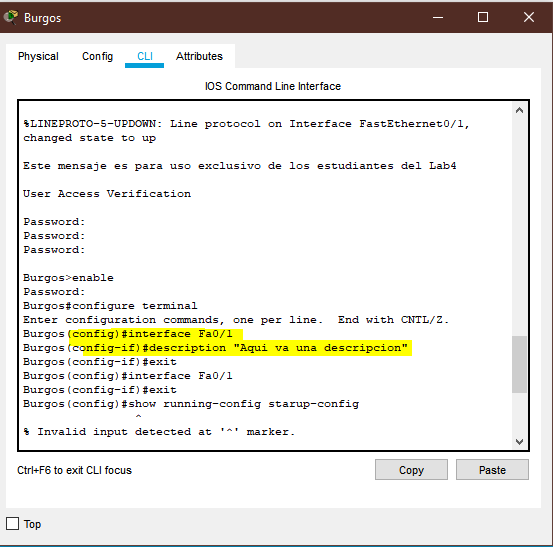 Burgos
Physical Config CLI Attributes
IOS Command Line Interface
%LINEPROTO-5-UPDOWN: Line protocol on Interface FastEthernet0/1,
changed state to up
Este mensaje es para uso exclusivo de los estudiantes del Lab4
User Access Verification
Password:
Password:
Password:
Burgos>enable
Password:
Burgos#configure terminal
Enter configuration commands, one per line.  End with CNTL/Z.
Burgos(config)#interface Fa0/1
Burgos(config-if)#description "Aqui va una descripcion"
Burgos(config-if)#exit
Burgos(config)#interface Fa0/1
Burgos(config-if)#exit
Burgos(config)#show running-config starup-config
^
% Invalid input detected at '^' marker.
Ctrl+F6 to exit CLI focus
Copy Paste
Top